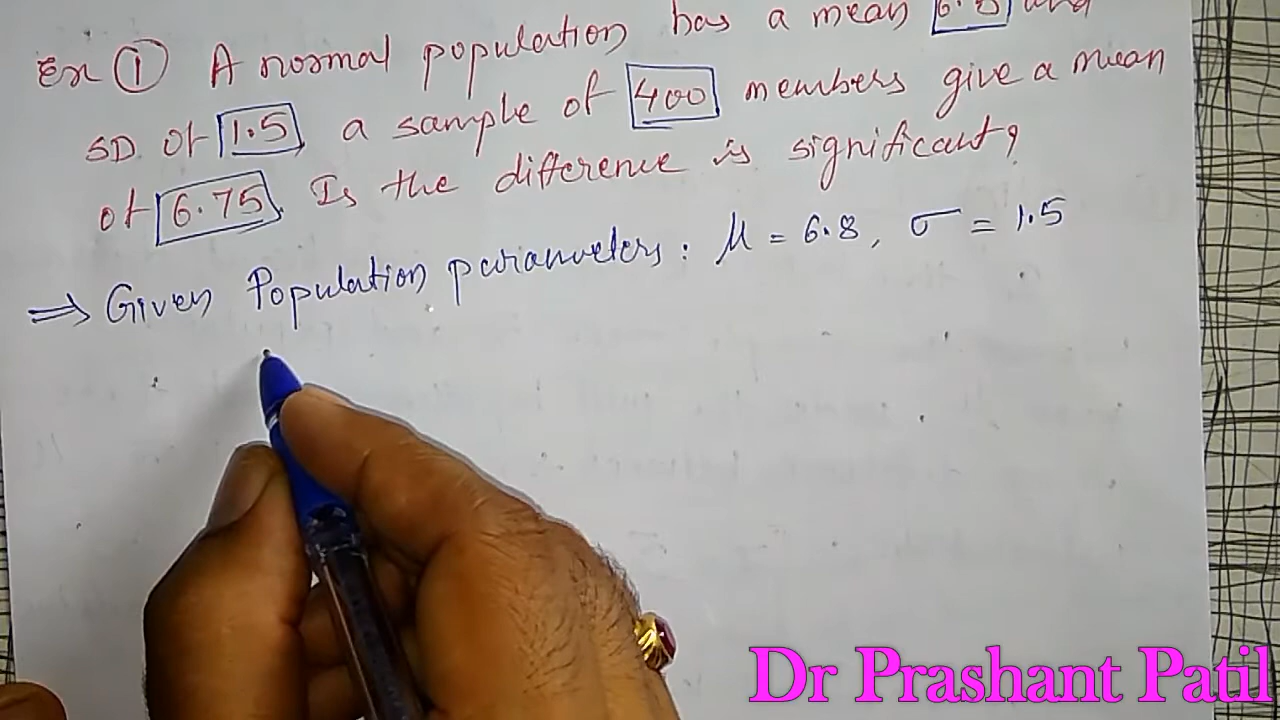 Ex ① A normal population has a mean 6.8 and
SD of 1.5, a sample of 400 members give a mean
of 6.75. Is the difference is significant?
⇒ Given Population parameters: μ = 6.8, σ = 1.5
Dr Prashant Patil